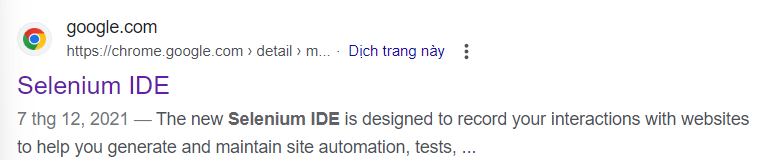 google.com
https://chrome.google.com › detail › m... · Dịch trang này
Selenium IDE
7 thg 12, 2021 — The new Selenium IDE is designed to record your interactions with websites
to help you generate and maintain site automation, tests, ...